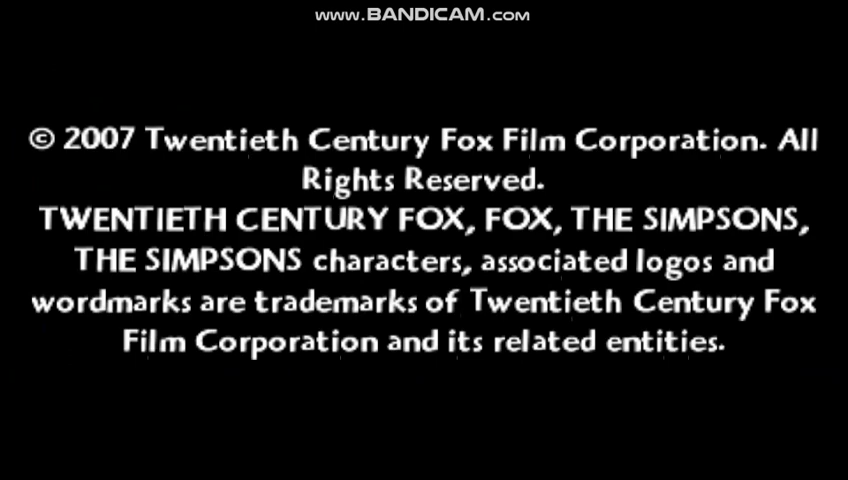 www.BANDICAM.com
© 2007 Twentieth Century Fox Film Corporation. All
Rights Reserved.
TWENTIETH CENTURY FOX, FOX, THE SIMPSONS,
THE SIMPSONS characters, associated logos and
wordmarks are trademarks of Twentieth Century Fox
Film Corporation and its related entities.